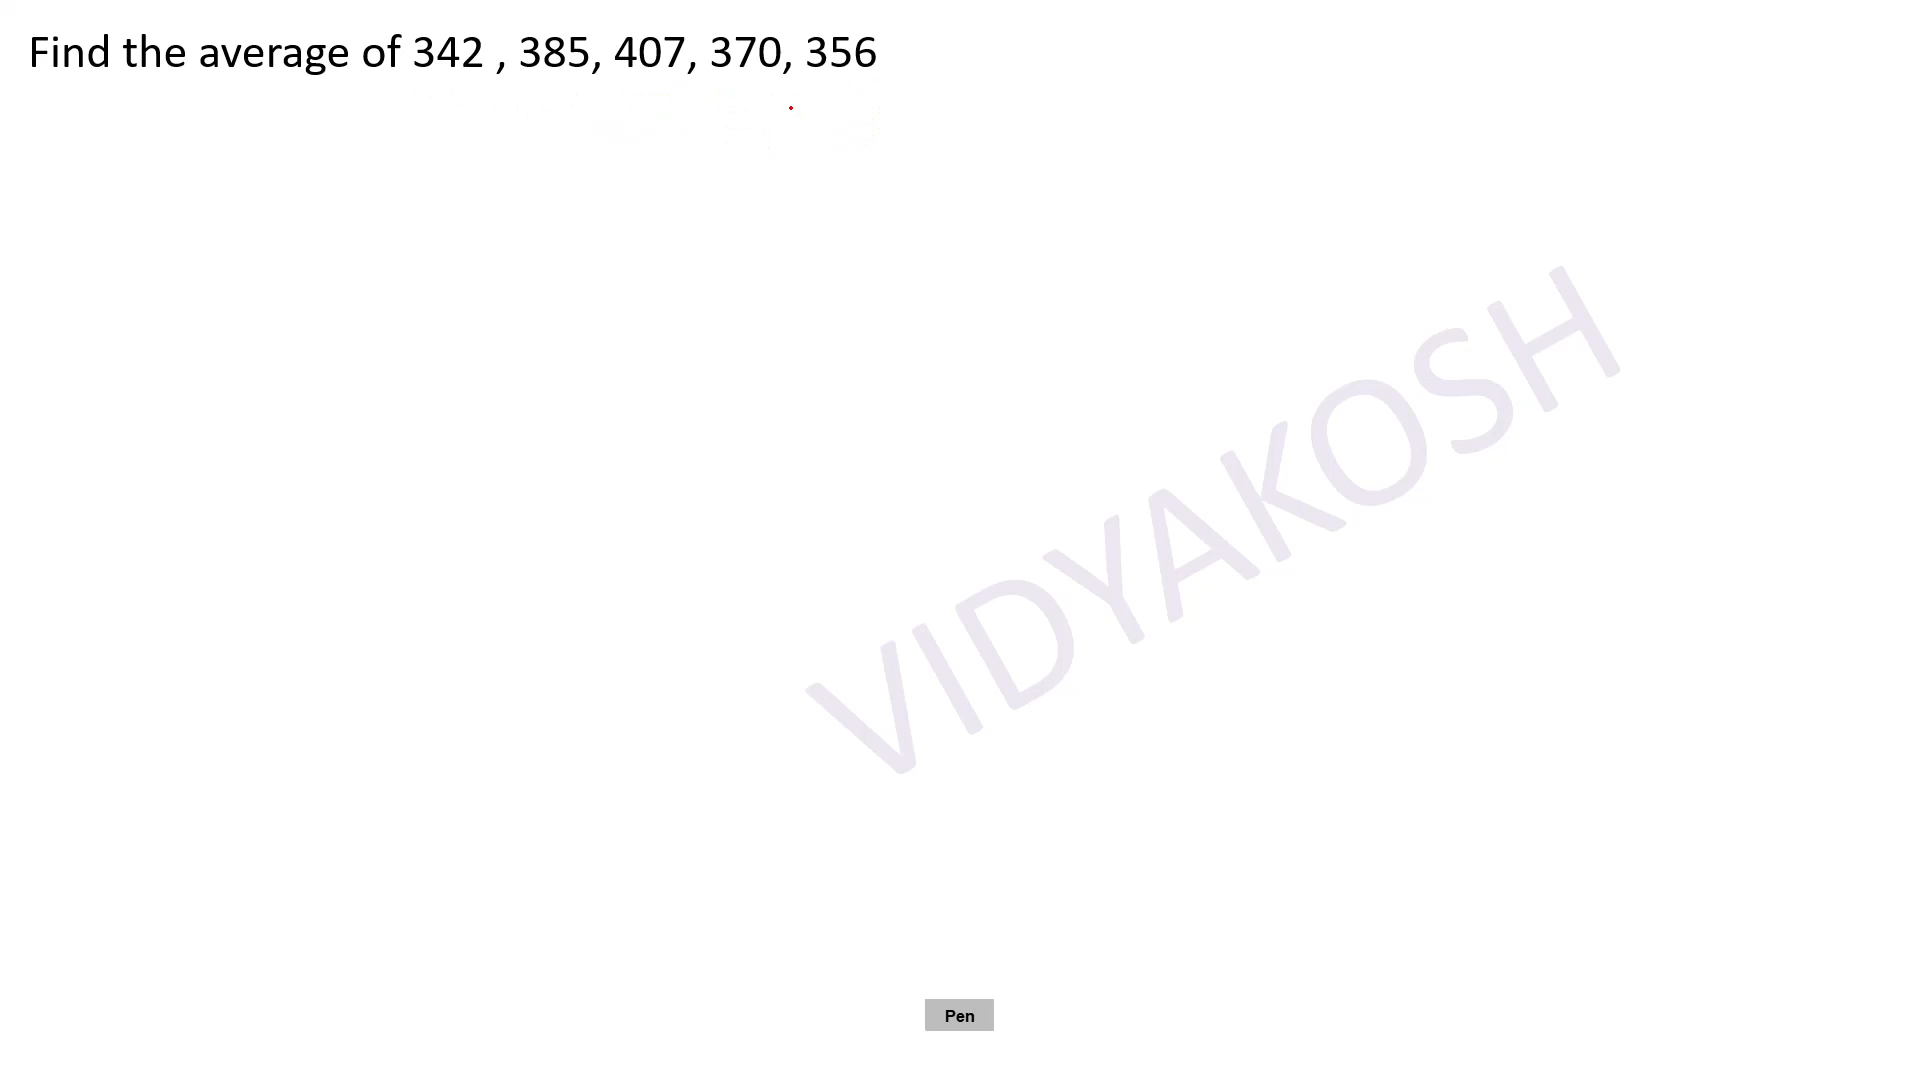 Find the average of 342 , 385, 407, 370, 356
VIDYAKOSH
Pen